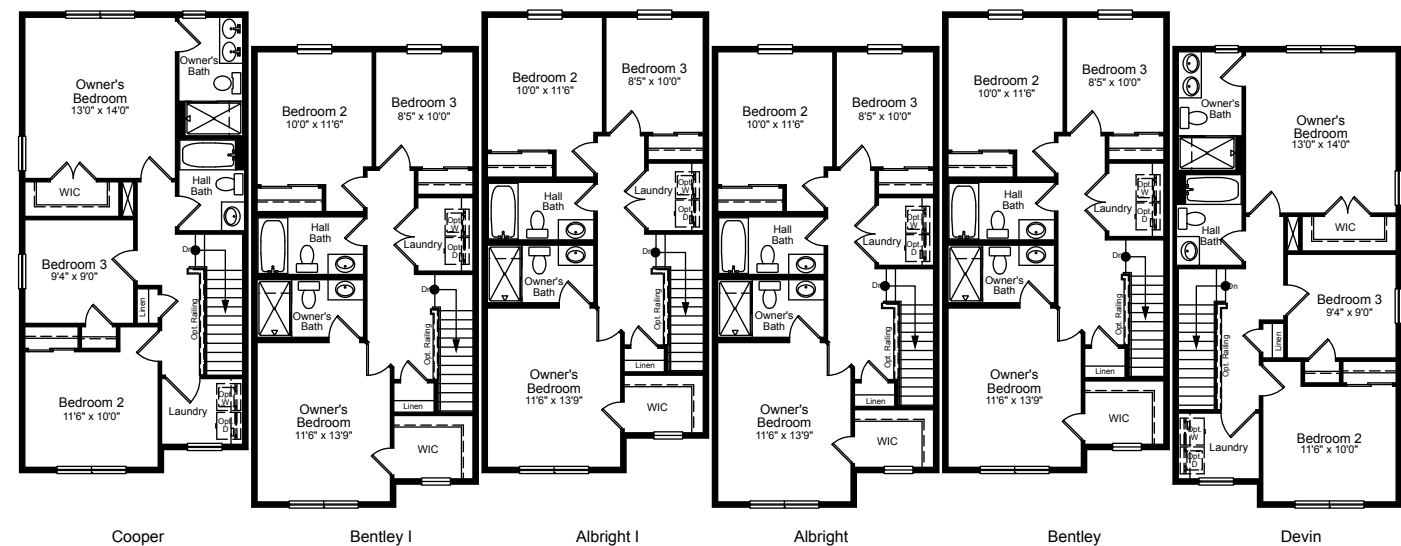 Owner's
Bedroom
13'0" x 14'0"
Owner's
Bath
WIC
Hall
Bath
Dn
Bedroom 3
9'4" x 9'0"
Linen
Opt. Railing
Bedroom 2
11'6" x 10'0"
Laundry
Opt.
W
Opt.
D
Cooper
Bedroom 2
10'0" x 11'6"
Bedroom 3
8'5" x 10'0"
Hall
Bath
Laundry
Opt.
W
Opt.
D
Owner's
Bath
Dn
Opt. Railing
Linen
Owner's
Bedroom
11'6" x 13'9"
WIC
Bentley I
Bedroom 2
10'0" x 11'6"
Bedroom 3
8'5" x 10'0"
Laundry
Opt.
W
Opt.
D
Hall
Bath
Owner's
Bath
Dn
Opt. Railing
Linen
Owner's
Bedroom
11'6" x 13'9"
WIC
Albright I
Bedroom 2
10'0" x 11'6"
Bedroom 3
8'5" x 10'0"
Hall
Bath
Laundry
Opt.
W
Opt.
D
Owner's
Bath
Dn
Opt. Railing
Linen
Owner's
Bedroom
11'6" x 13'9"
WIC
Albright
Bedroom 2
10'0" x 11'6"
Bedroom 3
8'5" x 10'0"
Hall
Bath
Laundry
Opt.
W
Opt.
D
Owner's
Bath
Dn
Opt. Railing
Linen
Owner's
Bedroom
11'6" x 13'9"
WIC
Bentley
Owner's
Bath
Owner's
Bedroom
13'0" x 14'0"
Hall
Bath
WIC
Dn
Bedroom 3
9'4" x 9'0"
Opt. Railing
Linen
Bedroom 2
11'6" x 10'0"
Opt.
W
Opt.
D
Laundry
Devin